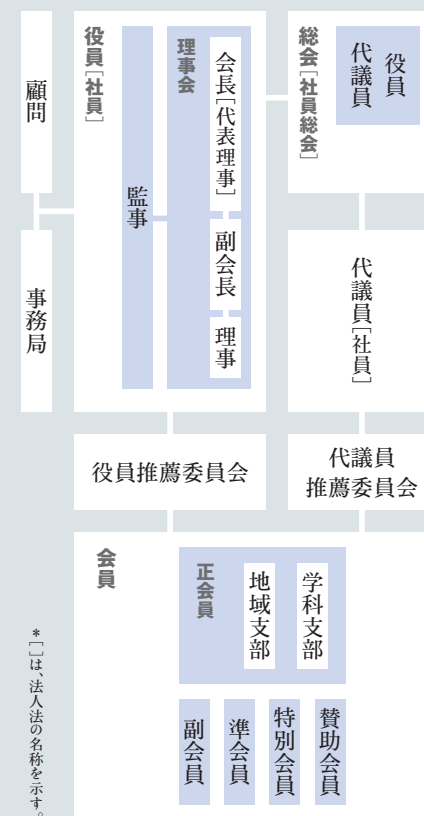 総会[社員総会]
役員
代議員
代議員[社員]
代議員
推薦委員会
役員[社員]
理事会
会長[代表理事]
副会長
理事
監事
役員推薦委員会
顧問
事務局
会員
正会員
学科支部
地域支部
賛助会員
特別会員
準会員
副会員
*[ ]は、法人法の名称を示す。